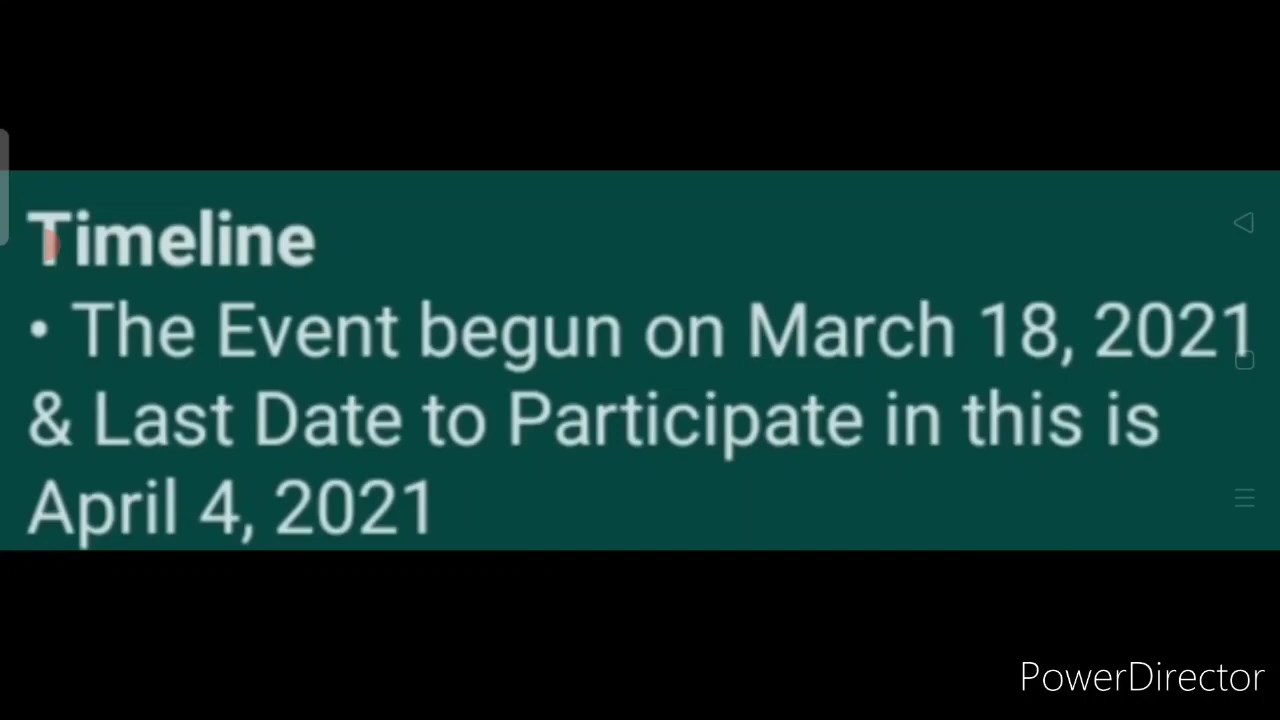 Timeline
• The Event begun on March 18, 2021
& Last Date to Participate in this is
April 4, 2021
PowerDirector